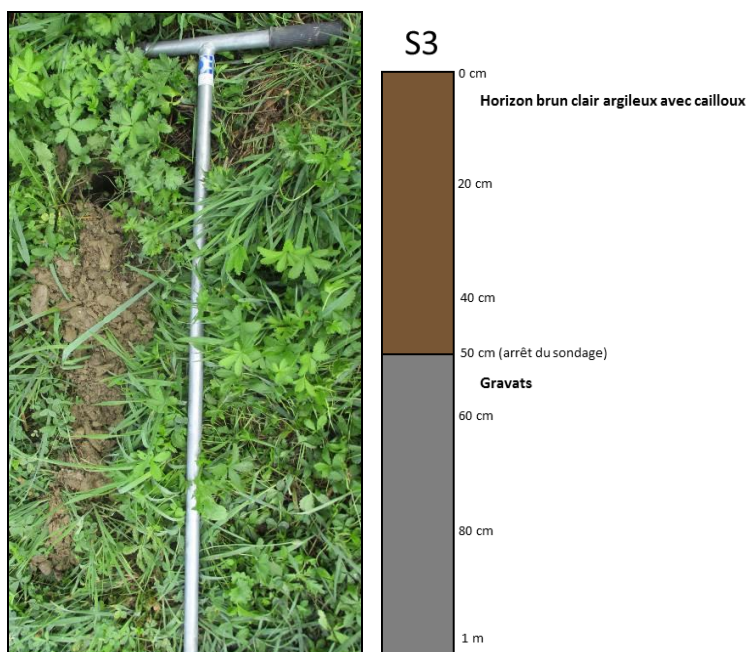 S3
0 cm
Horizon brun clair argileux avec cailloux
20 cm
40 cm
50 cm (arrêt du sondage)
Gravats
60 cm
80 cm
1 m